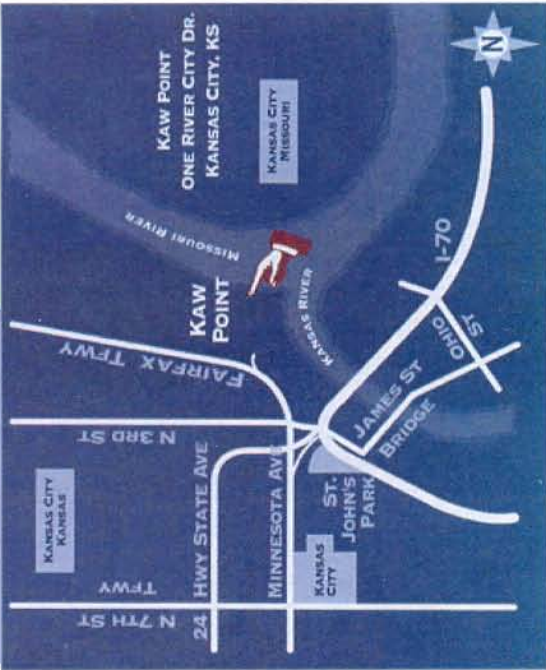 KAW POINT
ONE RIVER CITY DR.
KANSAS CITY, KS
KANSAS CITY
MISSOURI
N
MISSOURI RIVER
KAW
POINT
KANSAS RIVER
I-70
OHIO
ST
JAMES ST
BRIDGE
FAIRFAX TFWY
N 3RD ST
24 HWY STATE AVE
MINNESOTA AVE
ST.
JOHN'S
PARK
KANSAS CITY
KANSAS
KANSAS
CITY
N 7TH ST
TFWY